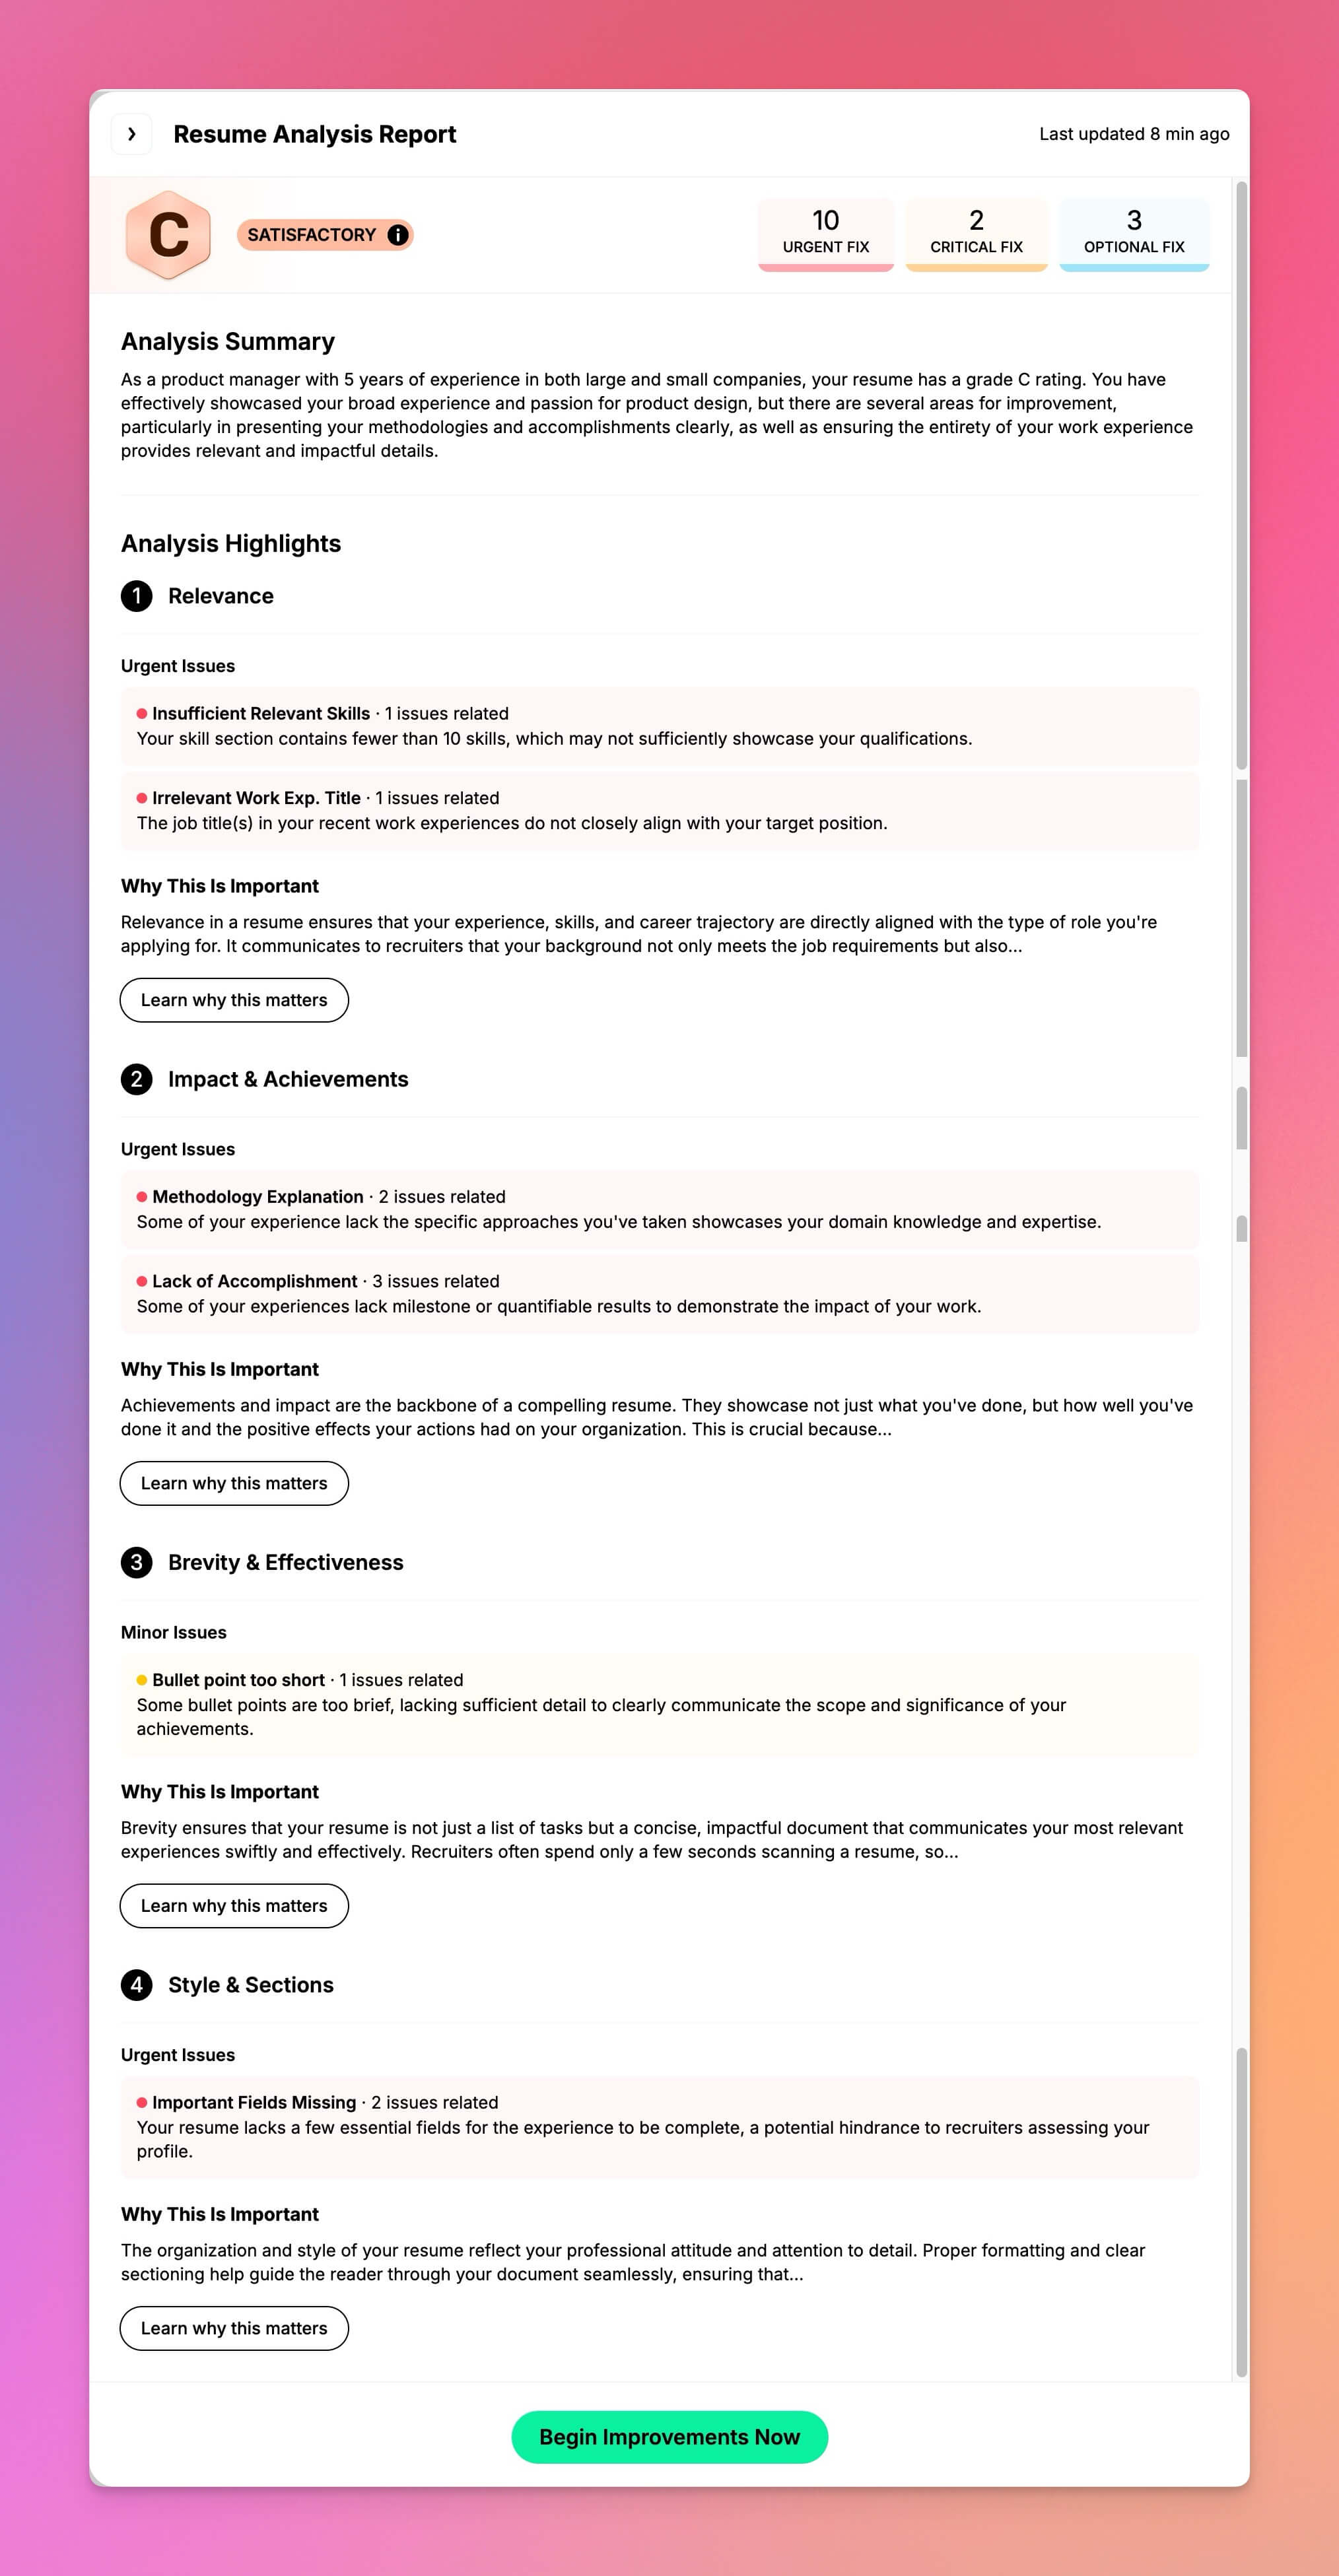 Resume Analysis Report
Last updated 8 min ago
C
SATISFACTORY
10
URGENT FIX
2
CRITICAL FIX
3
OPTIONAL FIX
Analysis Summary
As a product manager with 5 years of experience in both large and small companies, your resume has a grade C rating. You have
effectively showcased your broad experience and passion for product design, but there are several areas for improvement,
particularly in presenting your methodologies and accomplishments clearly, as well as ensuring the entirety of your work experience
provides relevant and impactful details.
Analysis Highlights
1 Relevance
Urgent Issues
Insufficient Relevant Skills · 1 issues related
Your skill section contains fewer than 10 skills, which may not sufficiently showcase your qualifications.
Irrelevant Work Exp. Title · 1 issues related
The job title(s) in your recent work experiences do not closely align with your target position.
Why This Is Important
Relevance in a resume ensures that your experience, skills, and career trajectory are directly aligned with the type of role you're
applying for. It communicates to recruiters that your background not only meets the job requirements but also...
Learn why this matters
2 Impact & Achievements
Urgent Issues
Methodology Explanation · 2 issues related
Some of your experience lack the specific approaches you've taken showcases your domain knowledge and expertise.
Lack of Accomplishment · 3 issues related
Some of your experiences lack milestone or quantifiable results to demonstrate the impact of your work.
Why This Is Important
Achievements and impact are the backbone of a compelling resume. They showcase not just what you've done, but how well you've
done it and the positive effects your actions had on your organization. This is crucial because...
Learn why this matters
3 Brevity & Effectiveness
Minor Issues
Bullet point too short · 1 issues related
Some bullet points are too brief, lacking sufficient detail to clearly communicate the scope and significance of your
achievements.
Why This Is Important
Brevity ensures that your resume is not just a list of tasks but a concise, impactful document that communicates your most relevant
experiences swiftly and effectively. Recruiters often spend only a few seconds scanning a resume, so...
Learn why this matters
4 Style & Sections
Urgent Issues
Important Fields Missing · 2 issues related
Your resume lacks a few essential fields for the experience to be complete, a potential hindrance to recruiters assessing your
profile.
Why This Is Important
The organization and style of your resume reflect your professional attitude and attention to detail. Proper formatting and clear
sectioning help guide the reader through your document seamlessly, ensuring that...
Learn why this matters
Begin Improvements Now